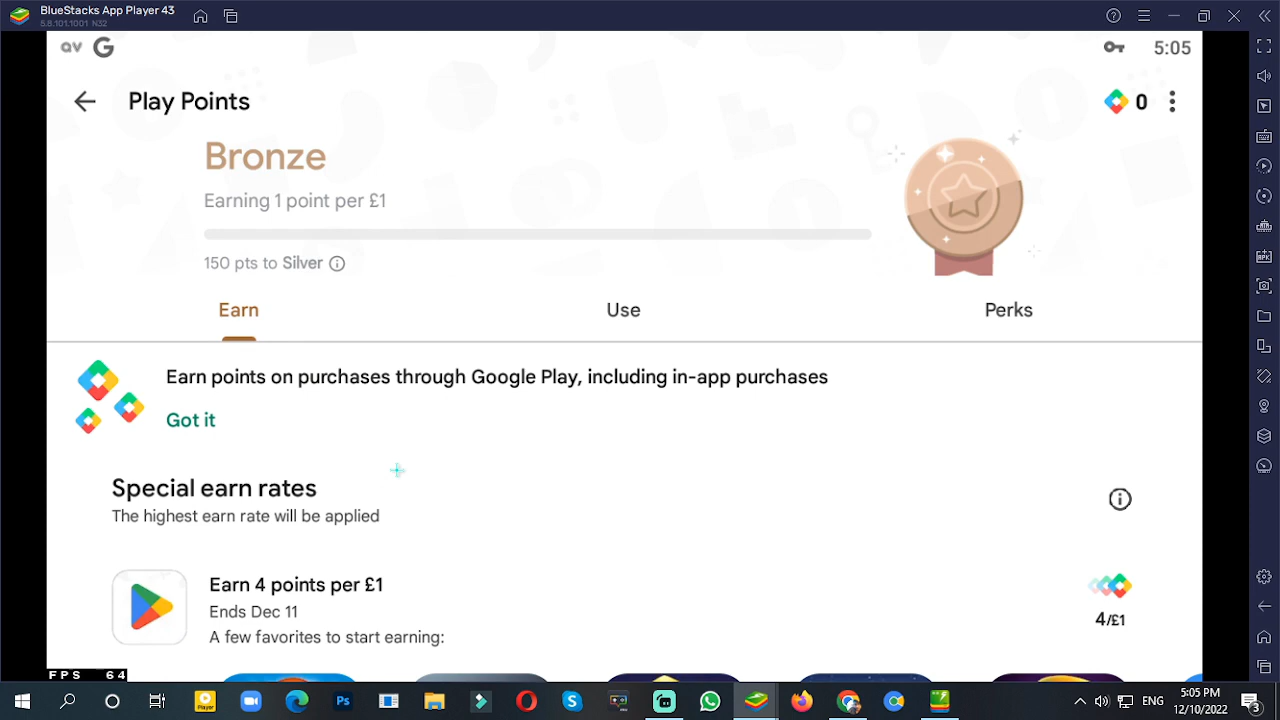 BlueStacks App Player 43
5.8.101.1001 N32
5:05
Play Points
0
Bronze
Earning 1 point per £1
150 pts to Silver
Earn
Use
Perks
Earn points on purchases through Google Play, including in-app purchases
Got it
Special earn rates
The highest earn rate will be applied
Earn 4 points per £1
Ends Dec 11
A few favorites to start earning:
4/£1
FPS 64
Player
Ps
ENG
5:05 PM
12/10/2022
3